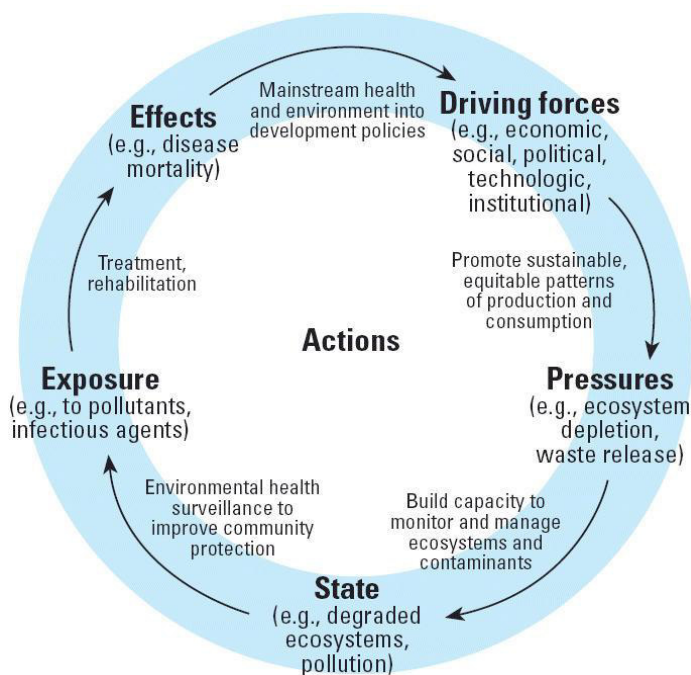 Effects
(e.g., disease
mortality)
Mainstream health
and environment into
development policies
Driving forces
(e.g., economic,
social, political,
technologic,
institutional)
Treatment,
rehabilitation
Promote sustainable,
equitable patterns
of production and
consumption
Actions
Exposure
(e.g., to pollutants,
infectious agents)
Pressures
(e.g., ecosystem
depletion,
waste release)
Environmental health
surveillance to
improve community
protection
Build capacity to
monitor and manage
ecosystems and
contaminants
State
(e.g., degraded
ecosystems,
pollution)